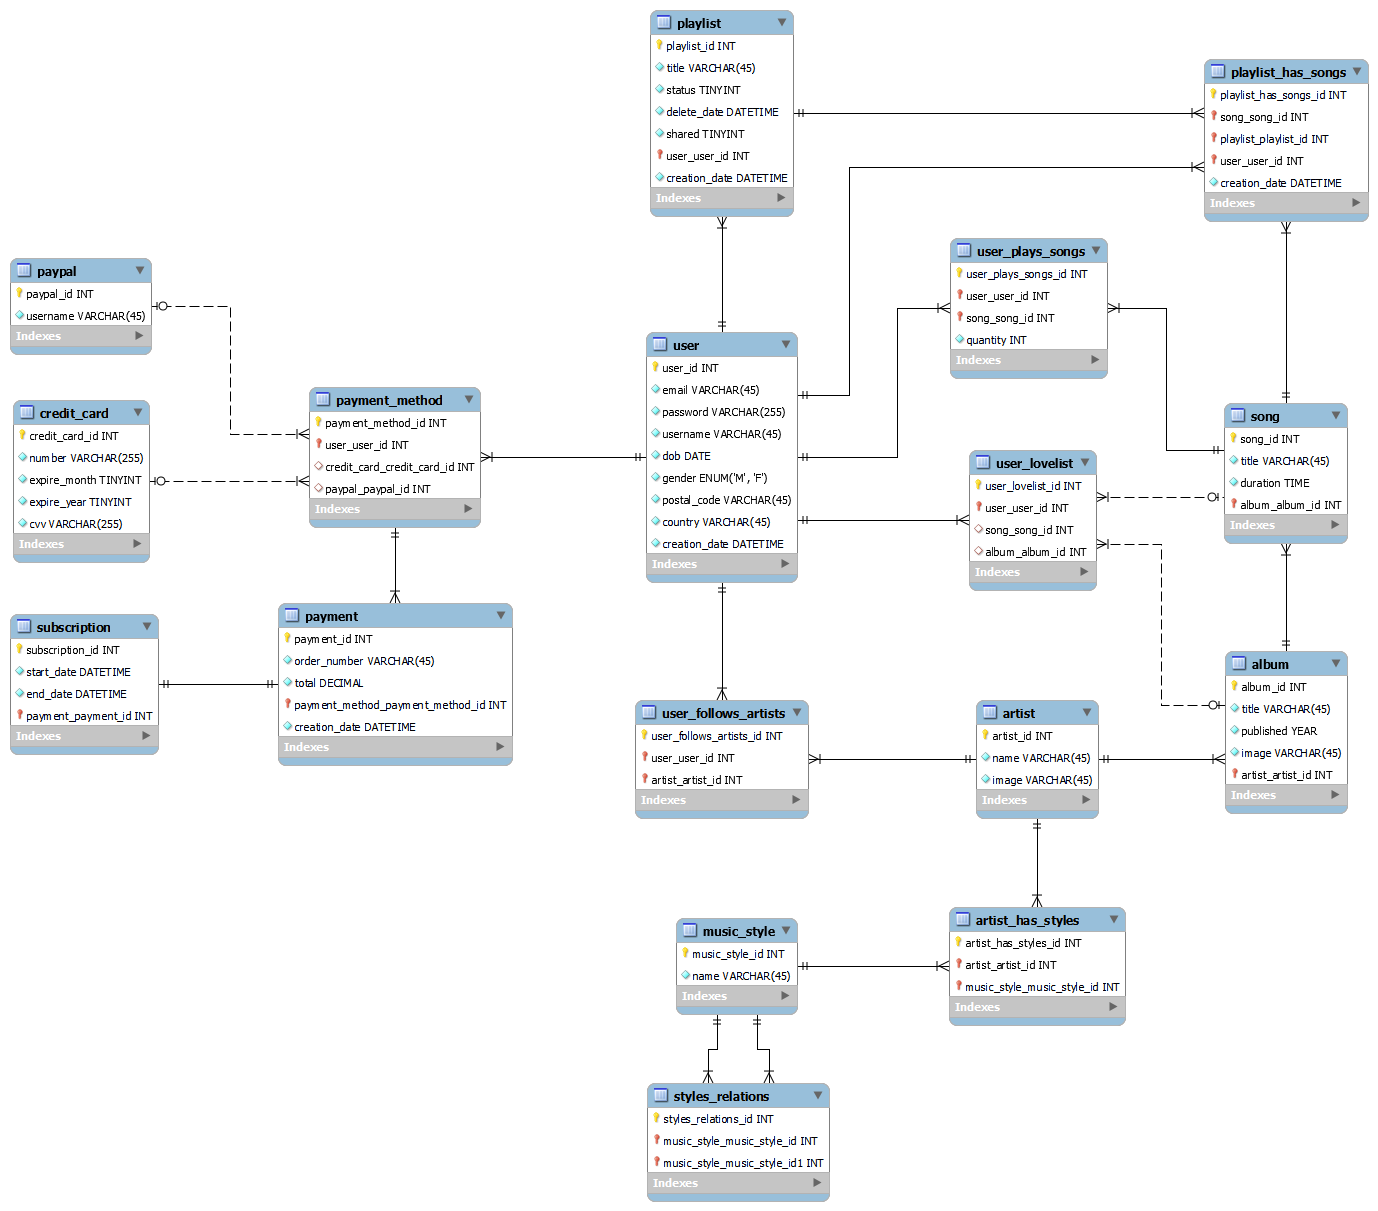 playlist
playlist_id INT
title VARCHAR(45)
status TINYINT
delete_date DATETIME
shared TINYINT
user_user_id INT
creation_date DATETIME
Indexes
playlist_has_songs
playlist_has_songs_id INT
song_song_id INT
playlist_playlist_id INT
user_user_id INT
creation_date DATETIME
Indexes
user_plays_songs
user_plays_songs_id INT
user_user_id INT
song_song_id INT
quantity INT
Indexes
paypal
paypal_id INT
username VARCHAR(45)
Indexes
user
user_id INT
email VARCHAR(45)
password VARCHAR(255)
username VARCHAR(45)
dob DATE
gender ENUM('M', 'F')
postal_code VARCHAR(45)
country VARCHAR(45)
creation_date DATETIME
Indexes
payment_method
payment_method_id INT
user_user_id INT
credit_card_credit_card_id INT
paypal_paypal_id INT
Indexes
credit_card
credit_card_id INT
number VARCHAR(255)
expire_month TINYINT
expire_year TINYINT
cvv VARCHAR(255)
Indexes
song
song_id INT
title VARCHAR(45)
duration TIME
album_album_id INT
Indexes
user_lovelist
user_lovelist_id INT
user_user_id INT
song_song_id INT
album_album_id INT
Indexes
subscription
subscription_id INT
start_date DATETIME
end_date DATETIME
payment_payment_id INT
Indexes
payment
payment_id INT
order_number VARCHAR(45)
total DECIMAL
payment_method_payment_method_id INT
creation_date DATETIME
Indexes
album
album_id INT
title VARCHAR(45)
published YEAR
image VARCHAR(45)
artist_artist_id INT
Indexes
user_follows_artists
user_follows_artists_id INT
user_user_id INT
artist_artist_id INT
Indexes
artist
artist_id INT
name VARCHAR(45)
image VARCHAR(45)
Indexes
music_style
music_style_id INT
name VARCHAR(45)
Indexes
artist_has_styles
artist_has_styles_id INT
artist_artist_id INT
music_style_music_style_id INT
Indexes
styles_relations
styles_relations_id INT
music_style_music_style_id INT
music_style_music_style_id1 INT
Indexes